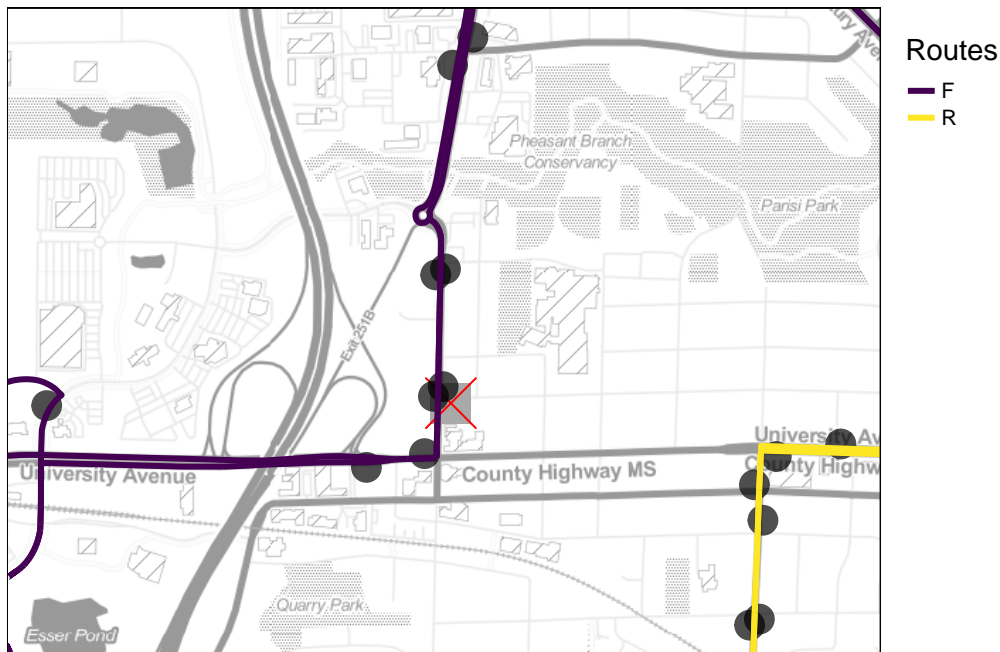 Routes
F
R
Pheasant Branch
Conservancy
Parisi Park
Exit 251B
University Av
County Highw
University Avenue
County Highway MS
Quarry Park
Esser Pond